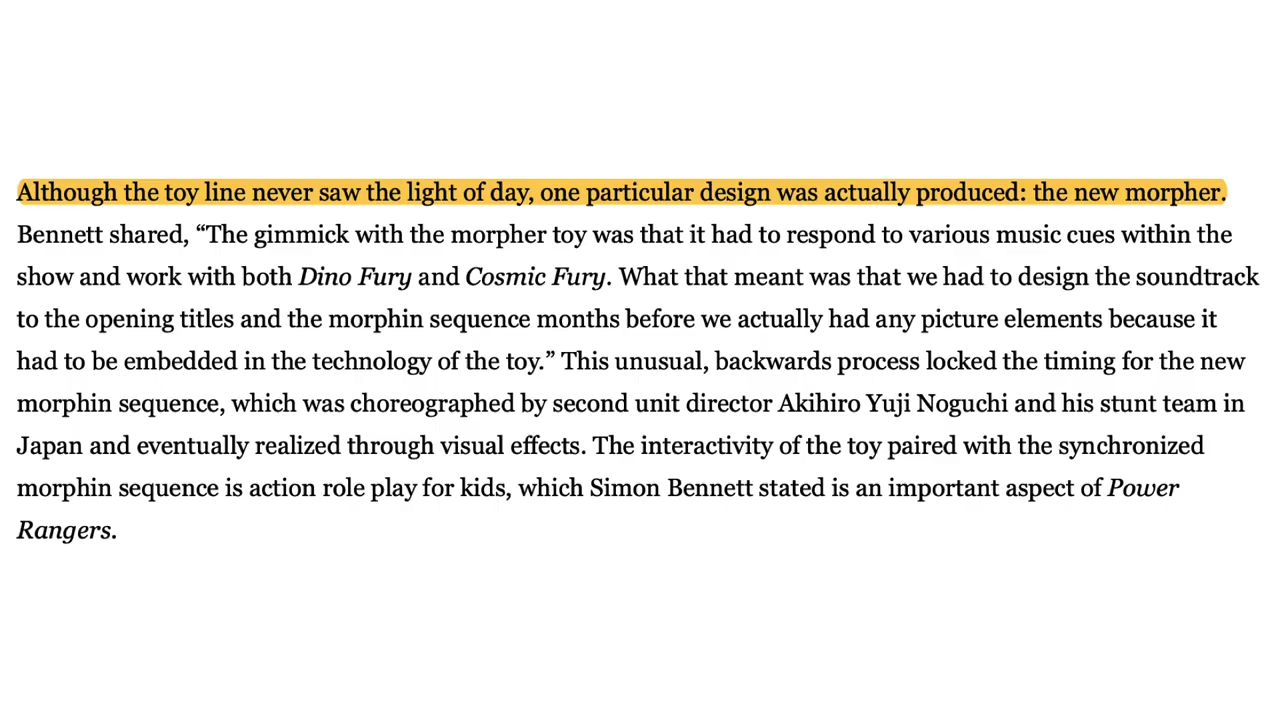 Although the toy line never saw the light of day, one particular design was actually produced: the new morpher.
Bennett shared, “The gimmick with the morpher toy was that it had to respond to various music cues within the
show and work with both Dino Fury and Cosmic Fury. What that meant was that we had to design the soundtrack
to the opening titles and the morphin sequence months before we actually had any picture elements because it
had to be embedded in the technology of the toy.” This unusual, backwards process locked the timing for the new
morphin sequence, which was choreographed by second unit director Akihiro Yuji Noguchi and his stunt team in
Japan and eventually realized through visual effects. The interactivity of the toy paired with the synchronized
morphin sequence is action role play for kids, which Simon Bennett stated is an important aspect of Power
Rangers.